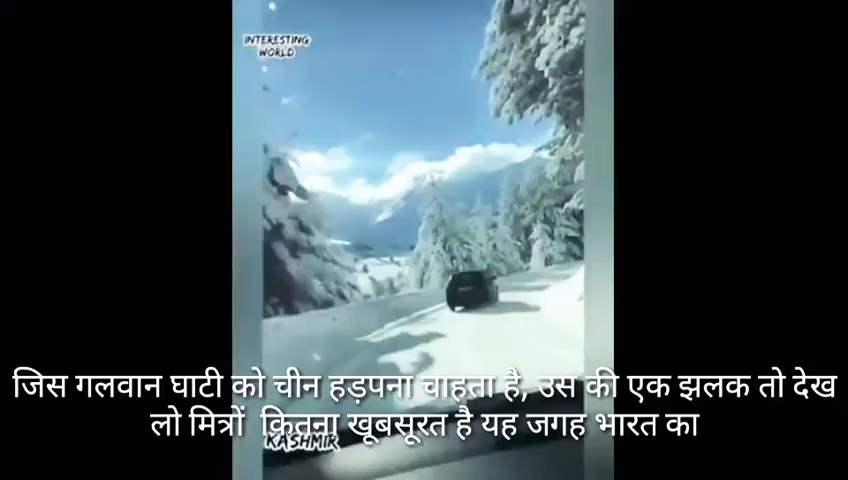 INTERESTING
WORLD
जिस गलवान घाटी को चीन हड़पना चाहता है, उस की एक झलक तो देख
लो मित्रों कितना खूबसूरत है यह जगह भारत का
KASHMIR